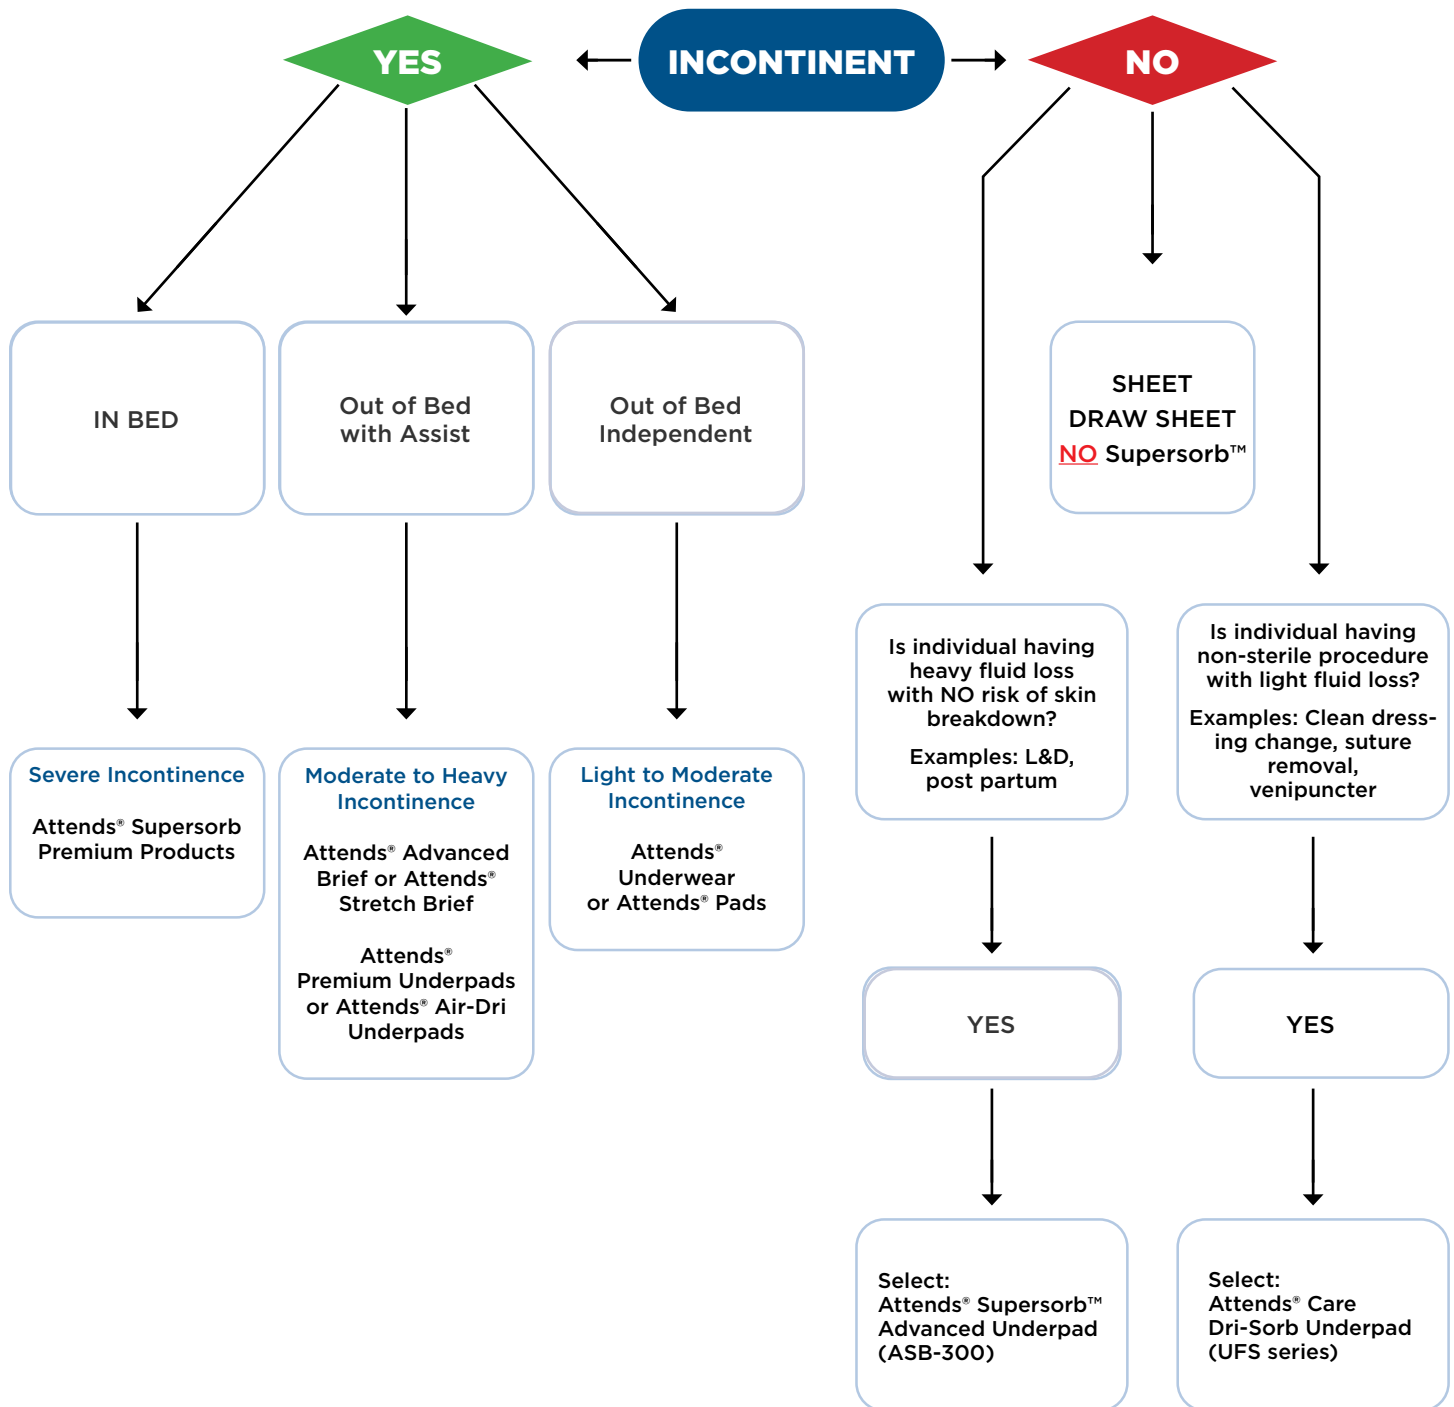 YES
INCONTINENT
NO
IN BED
Out of Bed
with Assist
Out of Bed
Independent
SHEET
DRAW SHEET
NO Supersorb™
Severe Incontinence
Attends® Supersorb
Premium Products
Moderate to Heavy
Incontinence
Attends® Advanced
Brief or Attends®
Stretch Brief
Attends®
Premium Underpads
or Attends® Air-Dri
Underpads
Light to Moderate
Incontinence
Attends®
Underwear
or Attends® Pads
Is individual having
heavy fluid loss
with NO risk of skin
breakdown?
Examples: L&D,
post partum
Is individual having
non-sterile procedure
with light fluid loss?
Examples: Clean dress-
ing change, suture
removal,
venipuncter
YES
YES
Select:
Attends® Supersorb™
Advanced Underpad
(ASB-300)
Select:
Attends® Care
Dri-Sorb Underpad
(UFS series)